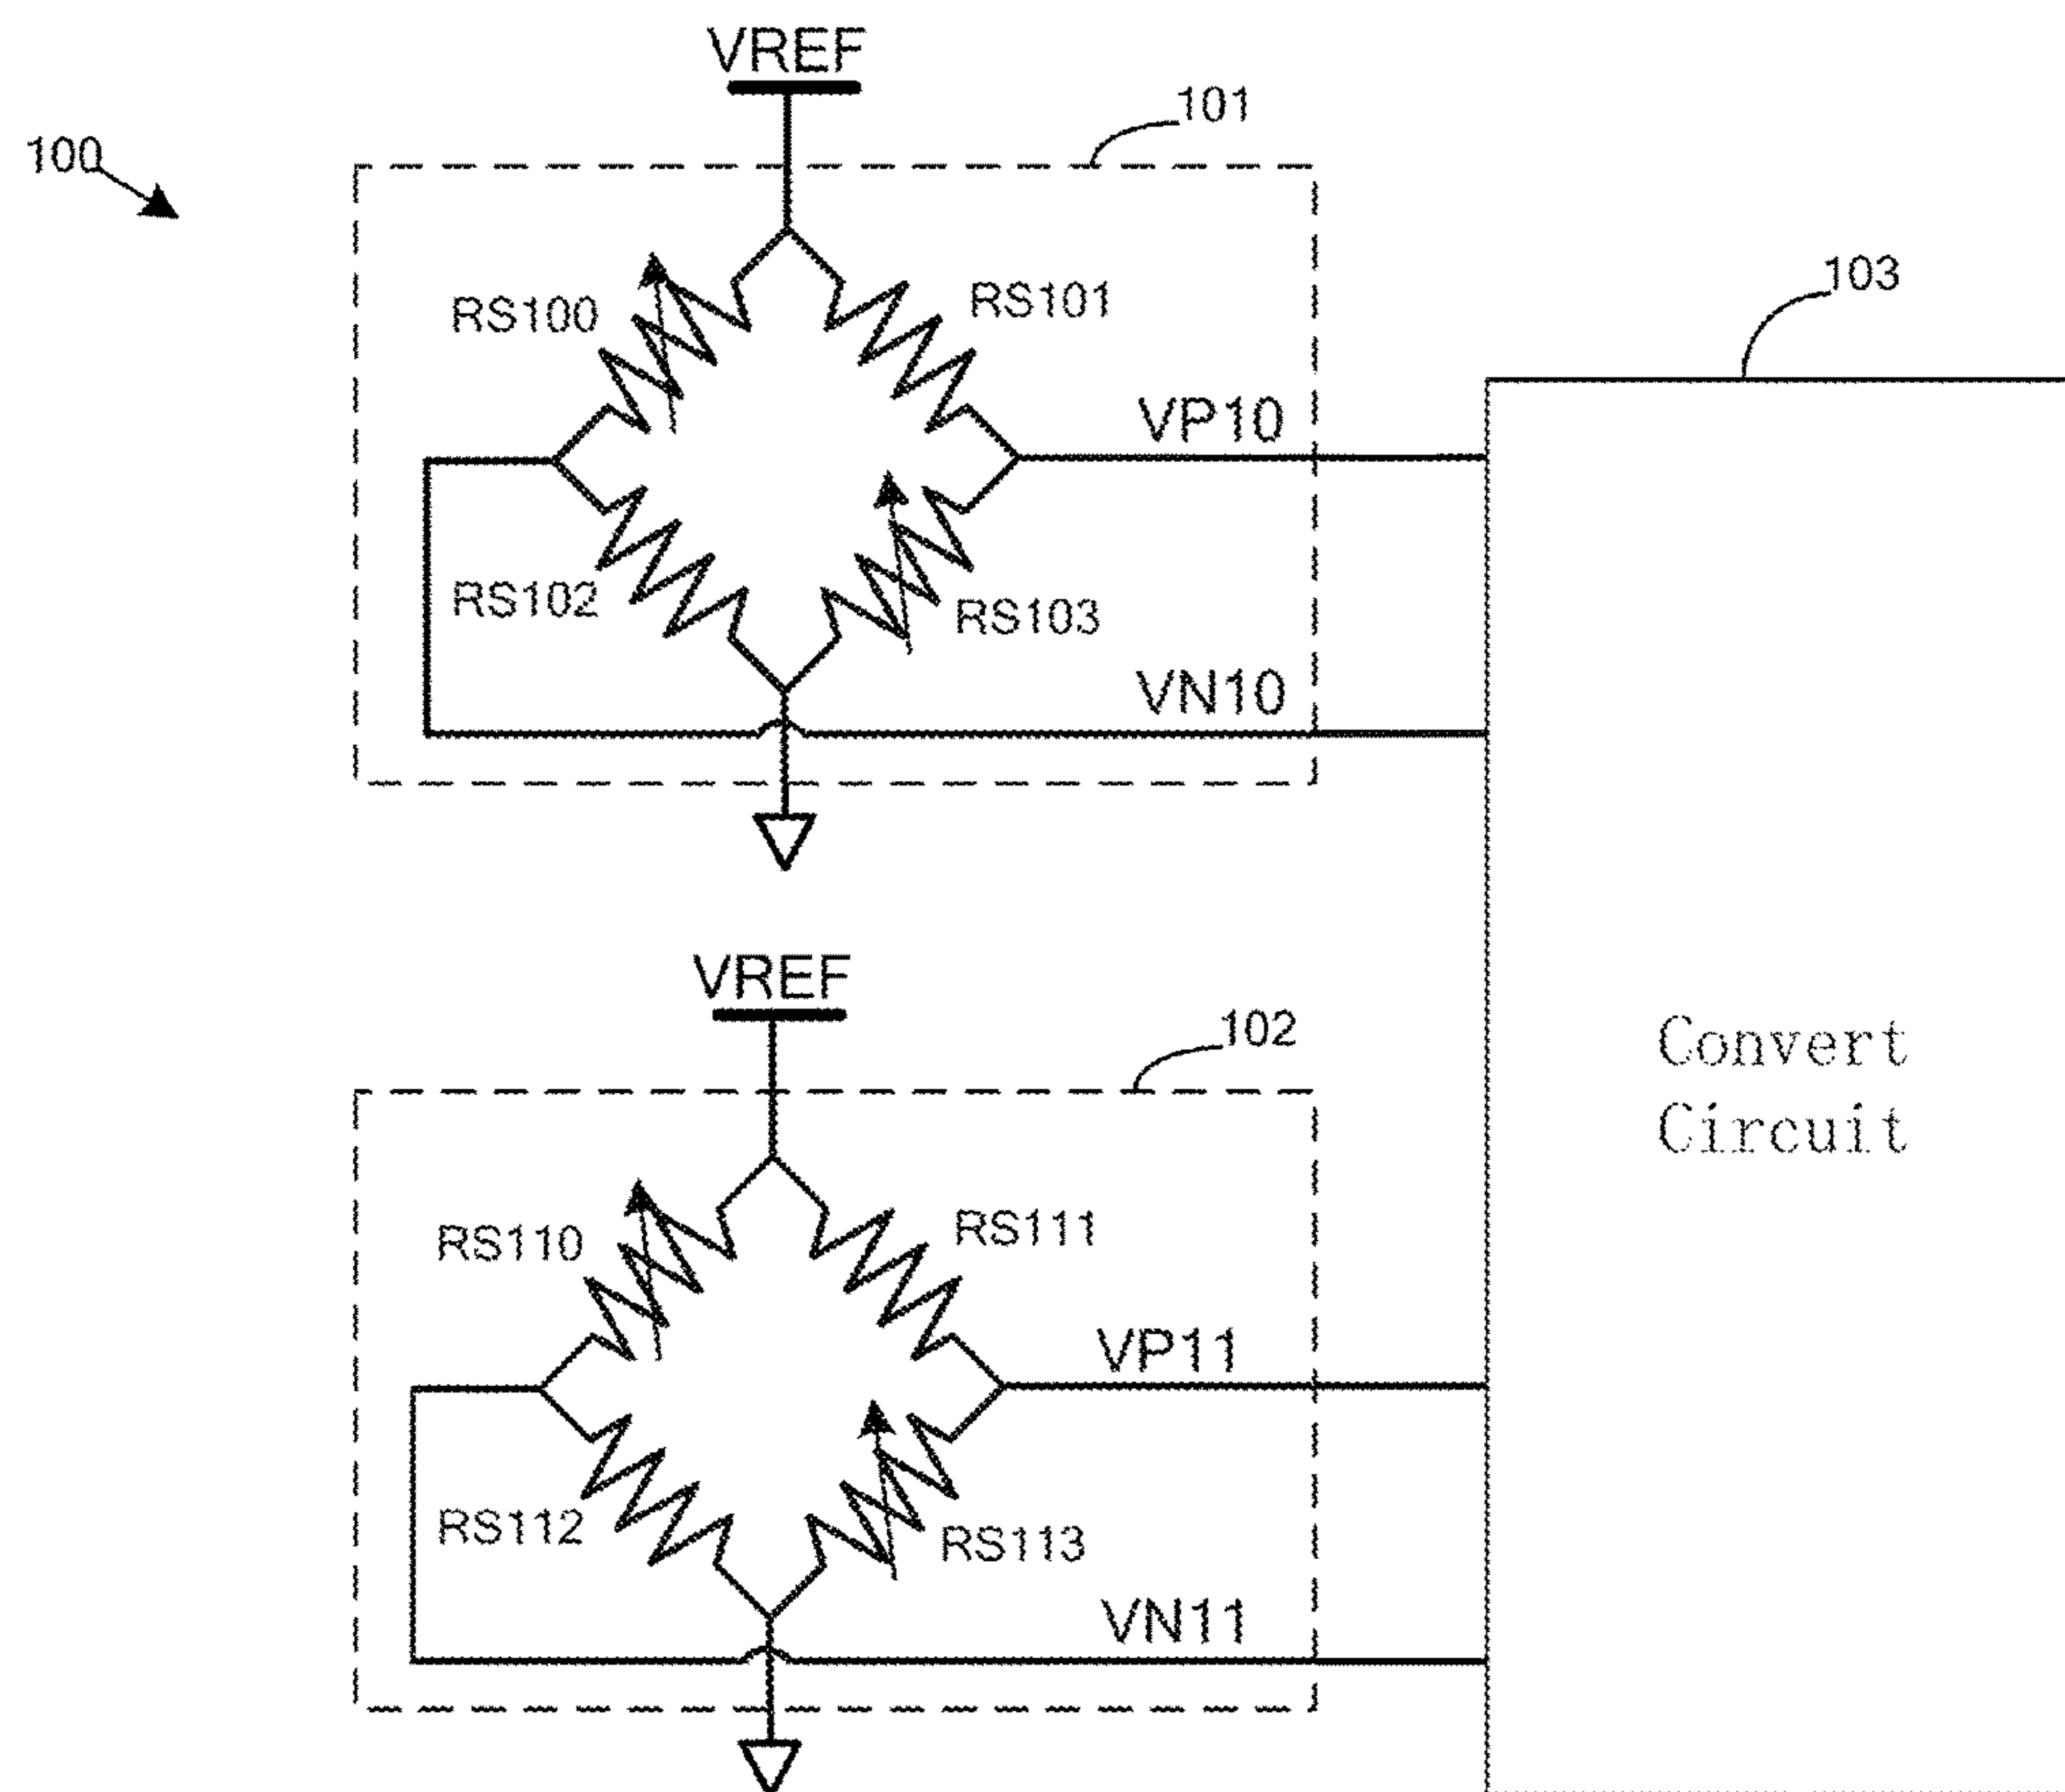 VREF
101
100
103
RS100
RS101
VP10
RS102
RS103
VN10
VREF
102
Convert
Circuit
RS110
RS111
VP11
RS112
RS113
VN11